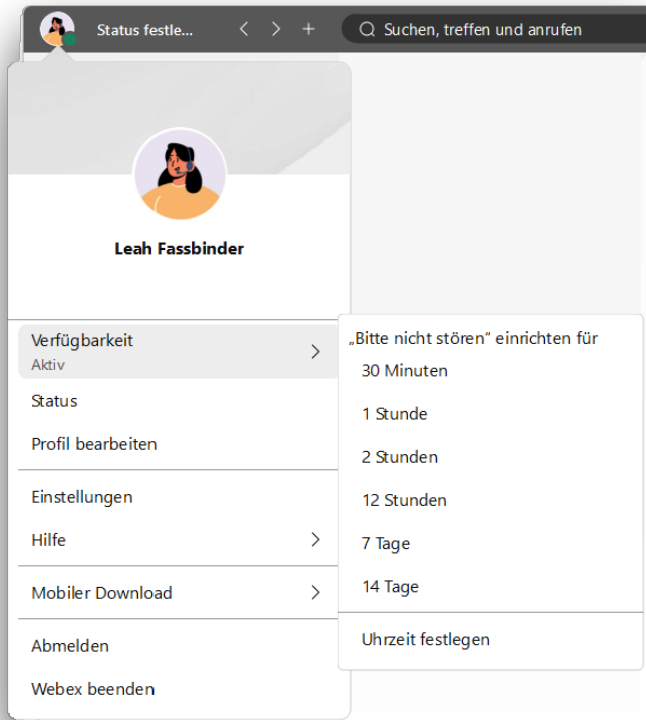 Status festle...
Suchen, treffen und anrufen
Leah Fassbinder
Verfügbarkeit
Aktiv
Status
Profil bearbeiten
Einstellungen
Hilfe
Mobiler Download
Abmelden
Webex beenden
„Bitte nicht stören“ einrichten für
30 Minuten
1 Stunde
2 Stunden
12 Stunden
7 Tage
14 Tage
Uhrzeit festlegen